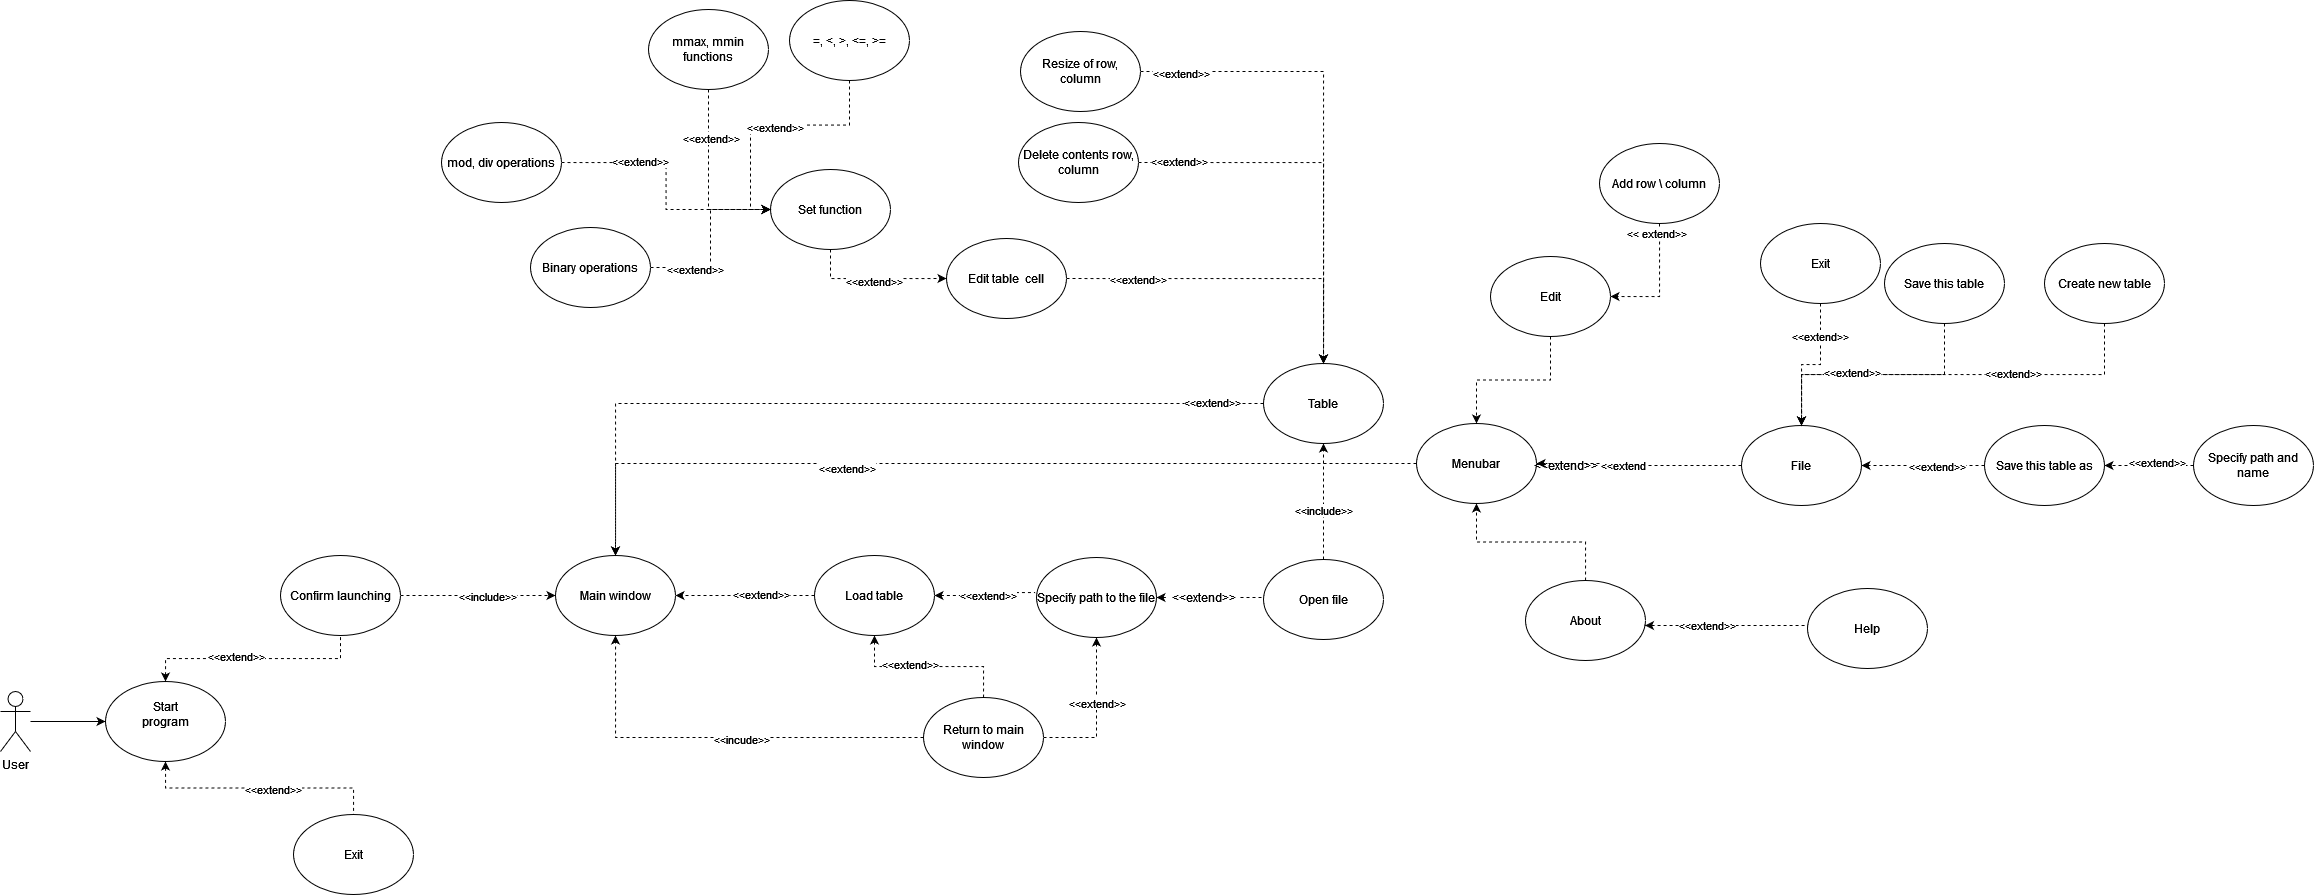 mmax, mmin
functions
=, <, >, <=, >=
Resize of row,
column
<<extend>>
<<extend>>
<<extend>>
mod, div operations
<<extend>>
Delete contents row,
column
<<extend>>
Add row \ column
Set function
<< extend>>
Binary operations
<<extend>>
Edit table  cell
<<extend>>
<<extend>>
Edit
Exit
Save this table
Create new table
<<extend>>
<<extend>>
<<extend>>
Table
<<extend>>
Menubar
<<extend>>
<extend>>
<<extend
File
<<extend>>
Save this table as
<<extend>>
Specify path and
name
<<include>>
Confirm launching
<<include>>
Main window
<<extend>>
Load table
<<extend>>
Specify path to the file
<<extend>>
Open file
About
<<extend>>
Help
<<extend>>
<<extend>>
Start
program
User
<<incude>>
Return to main
window
<<extend>>
<<extend>>
Exit